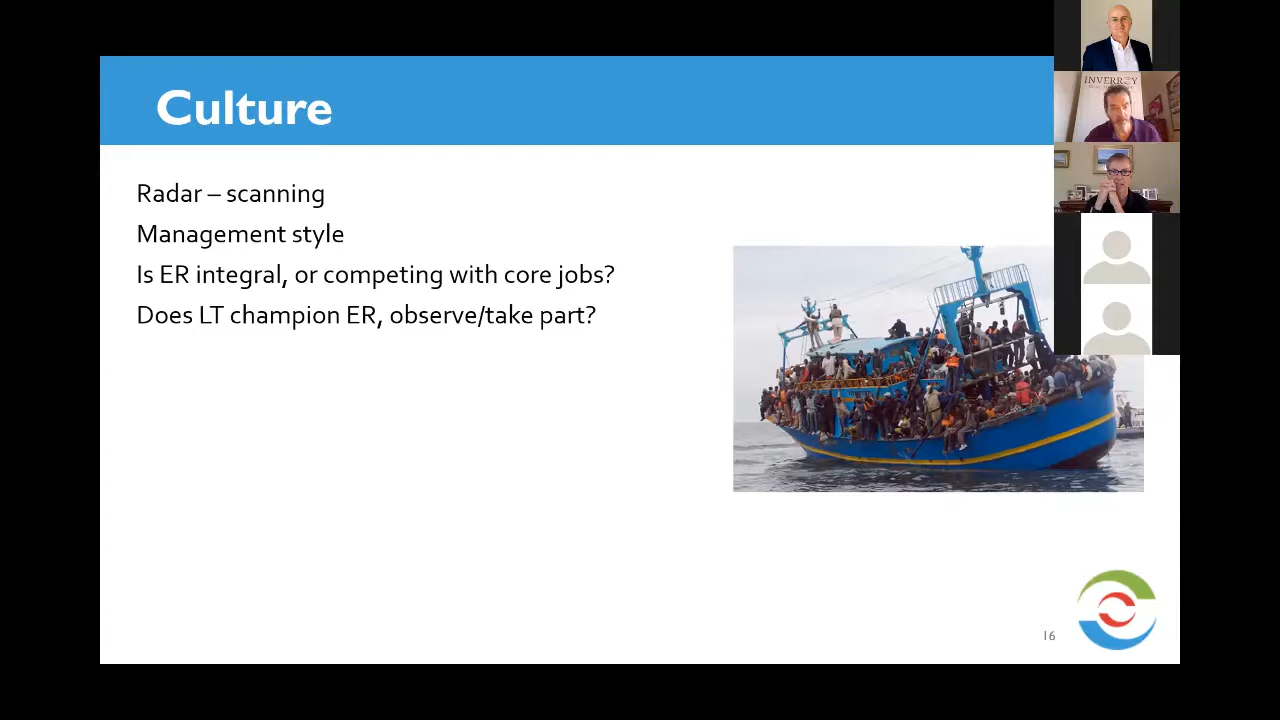 Culture
INVERROY
Radar – scanning
Management style
Is ER integral, or competing with core jobs?
Does LT champion ER, observe/take part?
16